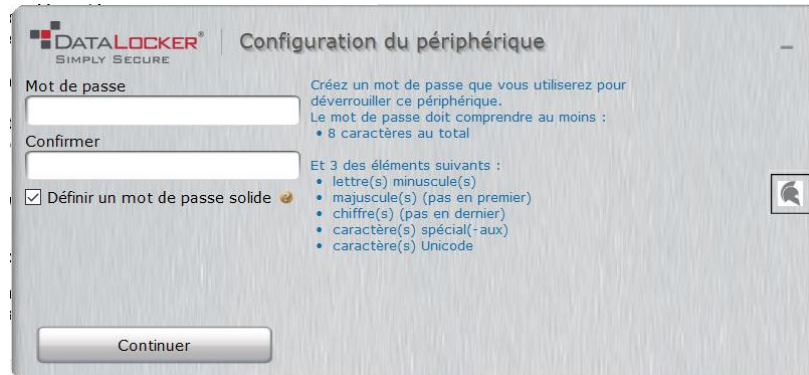 DATALOCKER®
SIMPLY SECURE
Configuration du périphérique
Mot de passe
Confirmer
Définir un mot de passe solide
Créez un mot de passe que vous utiliserez pour
déverrouiller ce périphérique.
Le mot de passe doit comprendre au moins :
• 8 caractères au total
Et 3 des éléments suivants :
• lettre(s) minuscule(s)
• majuscule(s) (pas en premier)
• chiffre(s) (pas en dernier)
• caractère(s) spécial(-aux)
• caractère(s) Unicode
Continuer